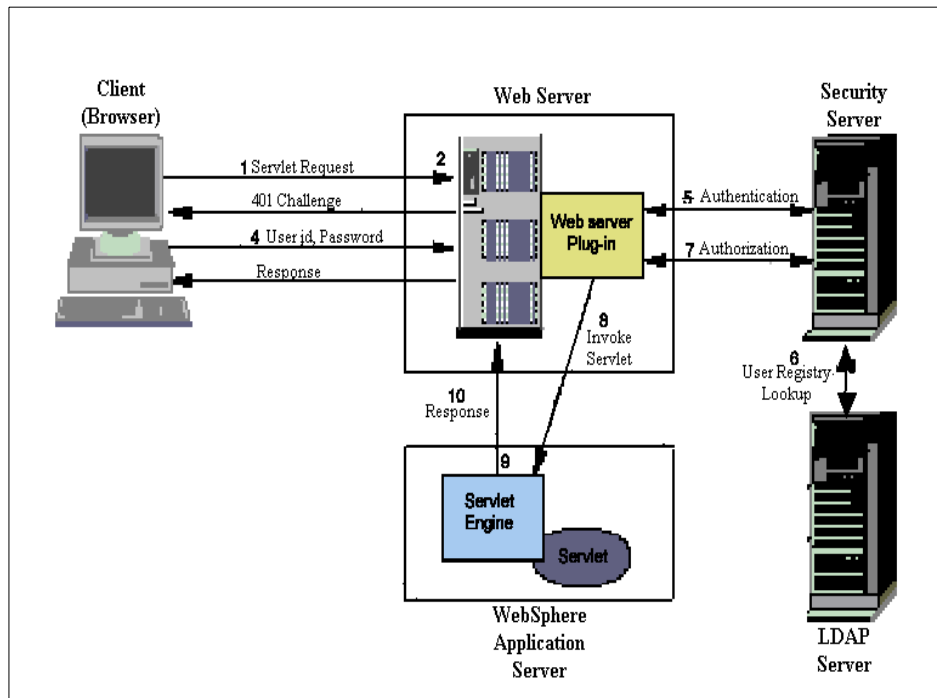 Client
(Browser)
Web Server
Security
Server
1 Servlet Request
2
401 Challenge
4 User id, Password
Response
Web server
Plug-in
5 Authentication
7 Authorization
8
Invoke
Servlet
6
User Registry
Lookup
10
Response
9
Servlet
Engine
Servlet
WebSphere
Application
Server
LDAP
Server